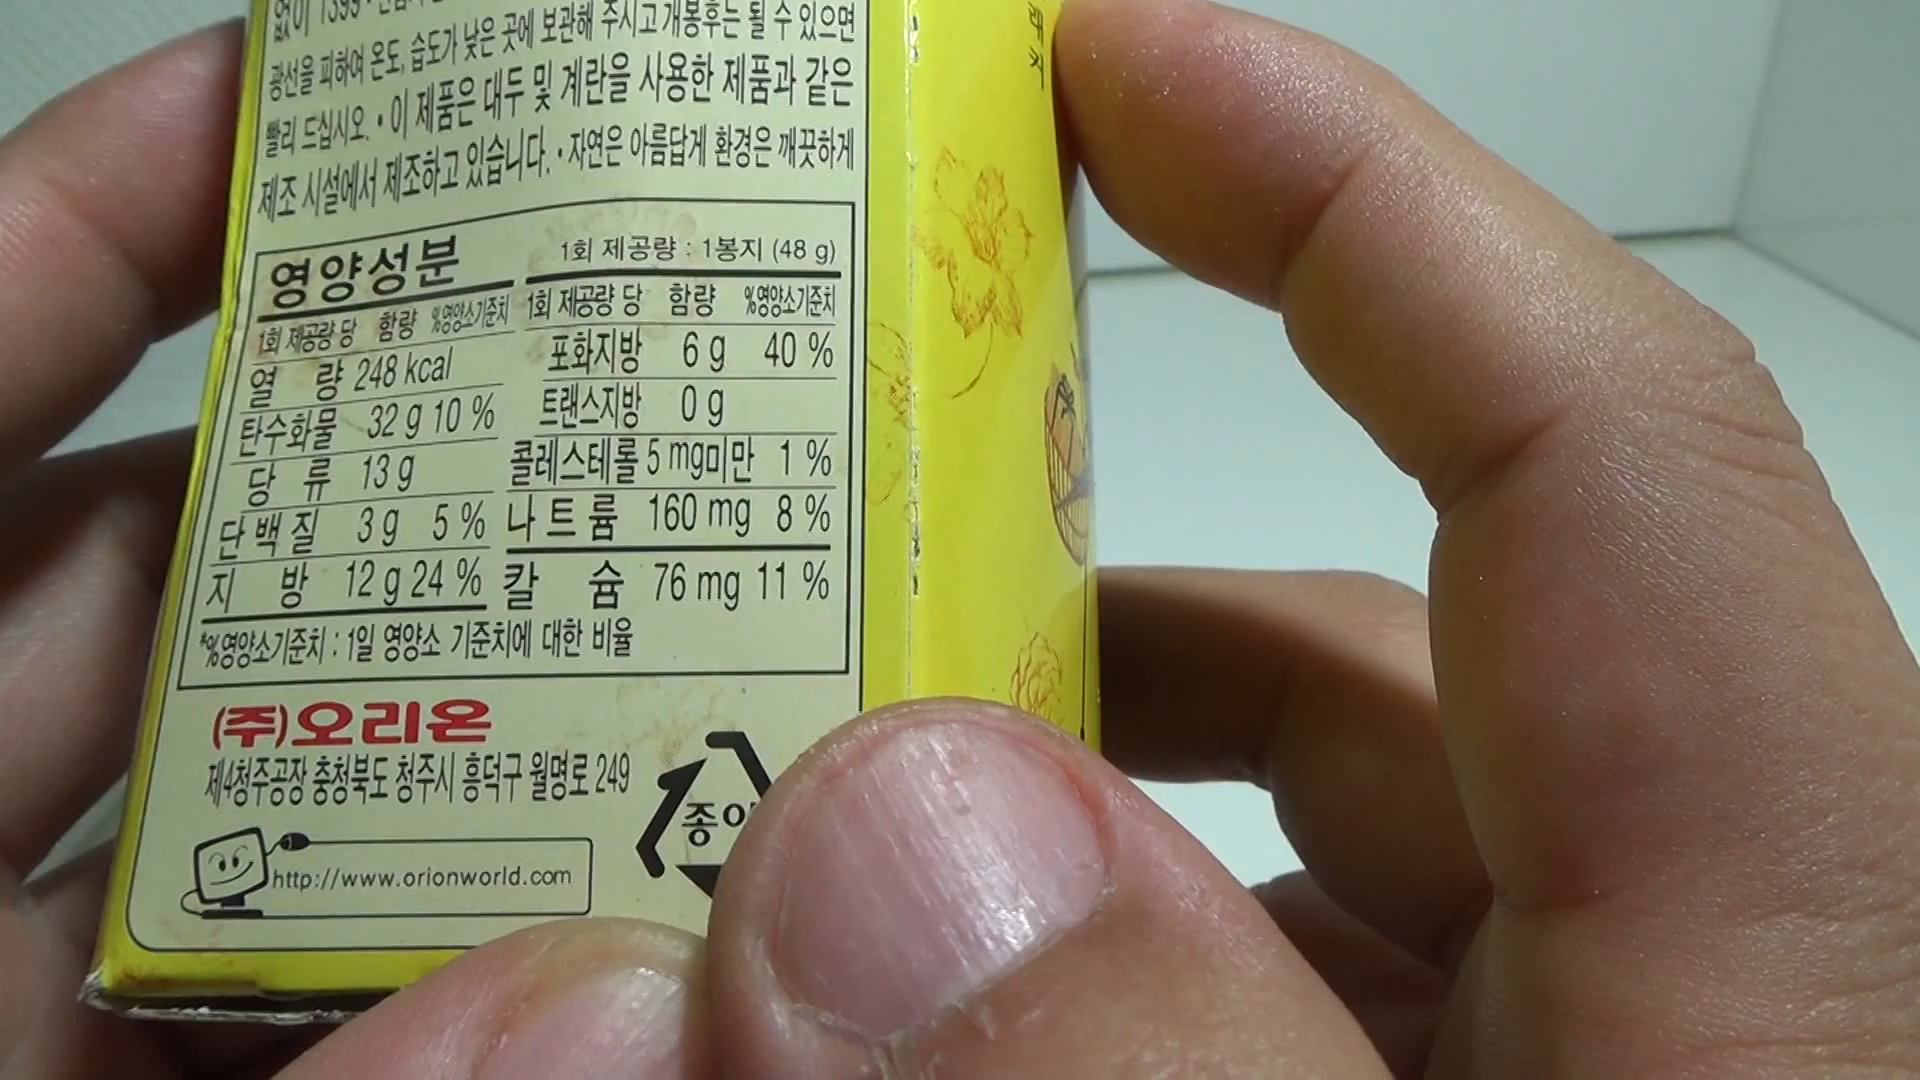 없이 1399
광선을 피하여 온도, 습도가 낮은 곳에 보관해 주시고 개봉후는 될 수 있으면
빨리 드십시오. • 이 제품은 대두 및 계란을 사용한 제품과 같은
제조 시설에서 제조하고 있습니다. • 자연은 아름답게 환경은 깨끗하게
영양성분
1회 제공량 : 1봉지 (48 g)
1회 제공량 당 함량 %영양소기준치
열 량 248 kcal
탄수화물 32 g 10 %
당 류 13 g
단백질 3 g 5 %
지 방 12 g 24 %
1회 제공량 당 함량 %영양소기준치
포화지방 6 g 40 %
트랜스지방 0 g
콜레스테롤 5 mg미만 1 %
나트륨 160 mg 8 %
칼 슘 76 mg 11 %
*%영양소기준치 : 1일 영양소 기준치에 대한 비율
(주)오리온
제4청주공장 충청북도 청주시 흥덕구 월명로 249
http://www.orionworld.com